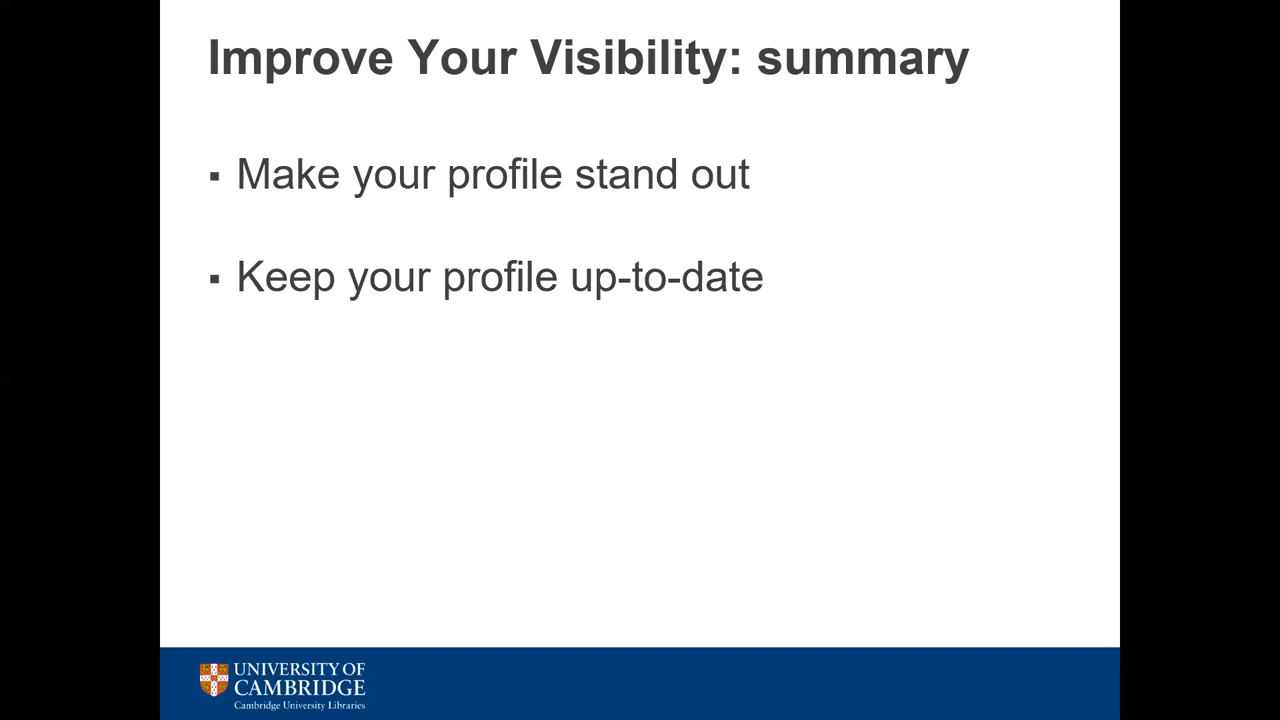 Improve Your Visibility: summary
▪ Make your profile stand out
▪ Keep your profile up-to-date
UNIVERSITY OF
CAMBRIDGE
Cambridge University Libraries